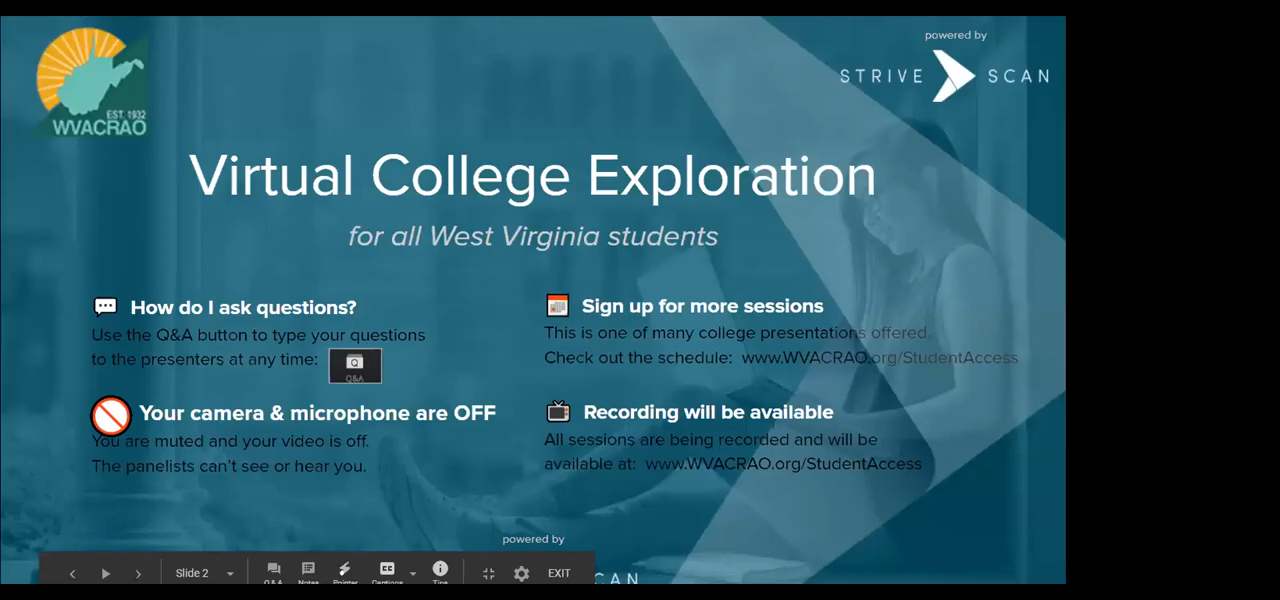 powered by
STRIVE SCAN
EST. 1932
WVACRAO
Virtual College Exploration
for all West Virginia students
How do I ask questions?
Use the Q&A button to type your questions
to the presenters at any time:
Q
Q&A
Your camera & microphone are OFF
You are muted and your video is off.
The panelists can't see or hear you.
Sign up for more sessions
This is one of many college presentations offered.
Check out the schedule: www.WVACRAO.org/StudentAccess
Recording will be available
All sessions are being recorded and will be
available at: www.WVACRAO.org/StudentAccess
powered by
CAN
Slide 2
Q&A
Notes
Pointer
CC
Captions
Tips
EXIT